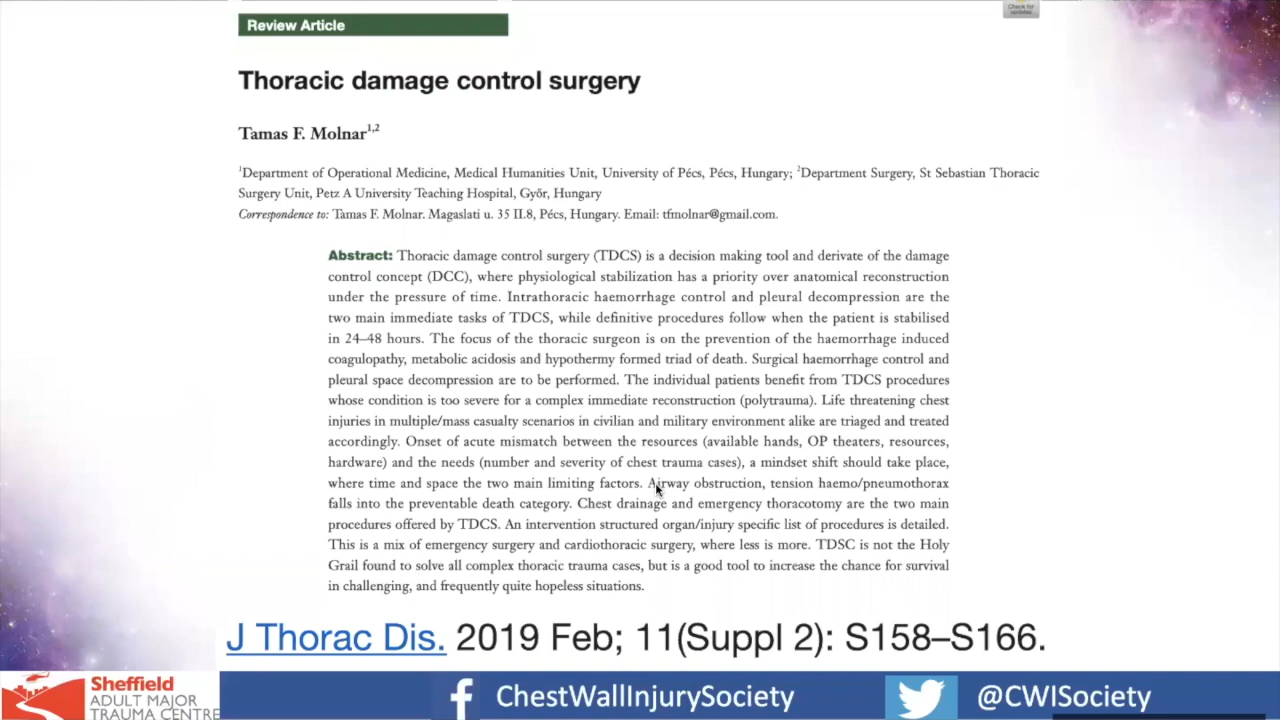 Check for
updates
Review Article
Thoracic damage control surgery
Tamas F. Molnar1,2
1Department of Operational Medicine, Medical Humanities Unit, University of Pécs, Pécs, Hungary; 2Department Surgery, St Sebastian Thoracic
Surgery Unit, Petz A University Teaching Hospital, Győr, Hungary
Correspondence to: Tamas F. Molnar. Magaslati u. 35 II.8, Pécs, Hungary. Email: tfmolnar@gmail.com.
Abstract: Thoracic damage control surgery (TDCS) is a decision making tool and derivate of the damage
control concept (DCC), where physiological stabilization has a priority over anatomical reconstruction
under the pressure of time. Intrathoracic haemorrhage control and pleural decompression are the
two main immediate tasks of TDCS, while definitive procedures follow when the patient is stabilised
in 24–48 hours. The focus of the thoracic surgeon is on the prevention of the haemorrhage induced
coagulopathy, metabolic acidosis and hypothermy formed triad of death. Surgical haemorrhage control and
pleural space decompression are to be performed. The individual patients benefit from TDCS procedures
whose condition is too severe for a complex immediate reconstruction (polytrauma). Life threatening chest
injuries in multiple/mass casualty scenarios in civilian and military environment alike are triaged and treated
accordingly. Onset of acute mismatch between the resources (available hands, OP theaters, resources,
hardware) and the needs (number and severity of chest trauma cases), a mindset shift should take place,
where time and space the two main limiting factors. Airway obstruction, tension haemo/pneumothorax
falls into the preventable death category. Chest drainage and emergency thoracotomy are the two main
procedures offered by TDCS. An intervention structured organ/injury specific list of procedures is detailed.
This is a mix of emergency surgery and cardiothoracic surgery, where less is more. TDSC is not the Holy
Grail found to solve all complex thoracic trauma cases, but is a good tool to increase the chance for survival
in challenging, and frequently quite hopeless situations.
J Thorac Dis. 2019 Feb; 11(Suppl 2): S158–S166.
Sheffield
ADULT MAJOR
TRAUMA CENTRE
ChestWallInjurySociety
@CWISociety